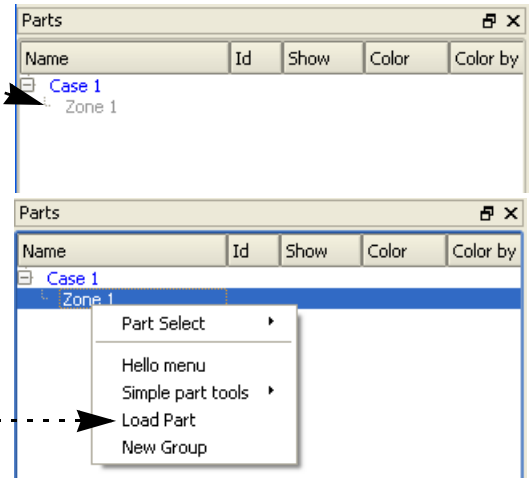 Parts
Name Id Show Color Color by
Case 1
Zone 1
Parts
Name Id Show Color Color by
Case 1
Zone 1
Part Select
Hello menu
Simple part tools
Load Part
New Group